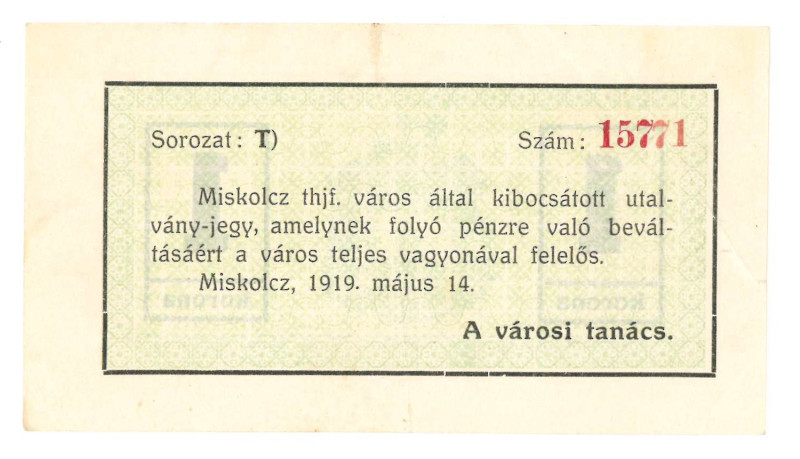 Sorozat: T) Szám: 15771
Miskolcz thjf. város által kibocsátott utal-
vány-jegy, amelynek folyó pénzre való bevál-
tásáért a város teljes vagyonával felelős.
Miskolcz, 1919. május 14.
A városi tanács.